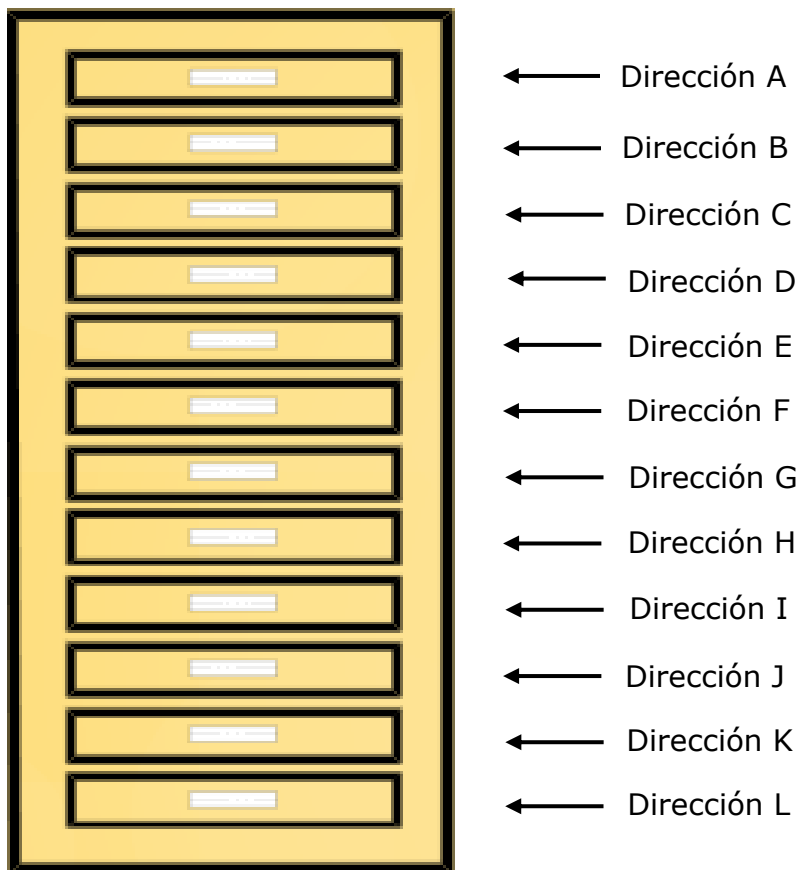 Dirección A
Dirección B
Dirección C
Dirección D
Dirección E
Dirección F
Dirección G
Dirección H
Dirección I
Dirección J
Dirección K
Dirección L